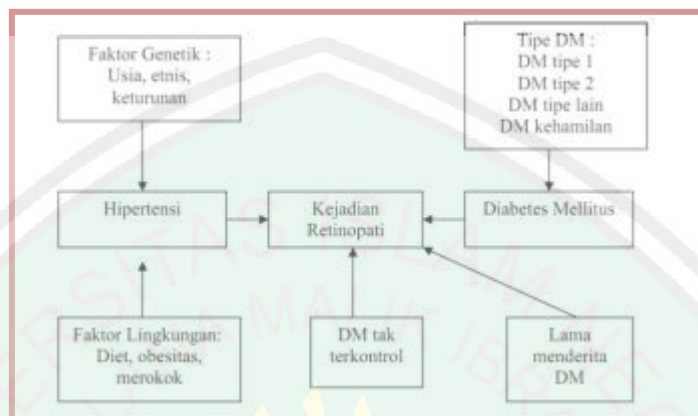 Faktor Genetik :
Usia, etnis,
keturunan
Tipe DM :
DM tipe 1
DM tipe 2
DM tipe lain
DM kehamilan
Hipertensi
Kejadian
Retinopati
Diabetes Mellitus
Faktor Lingkungan:
Diet, obesitas,
merokok
DM tak
terkontrol
Lama
menderita
DM